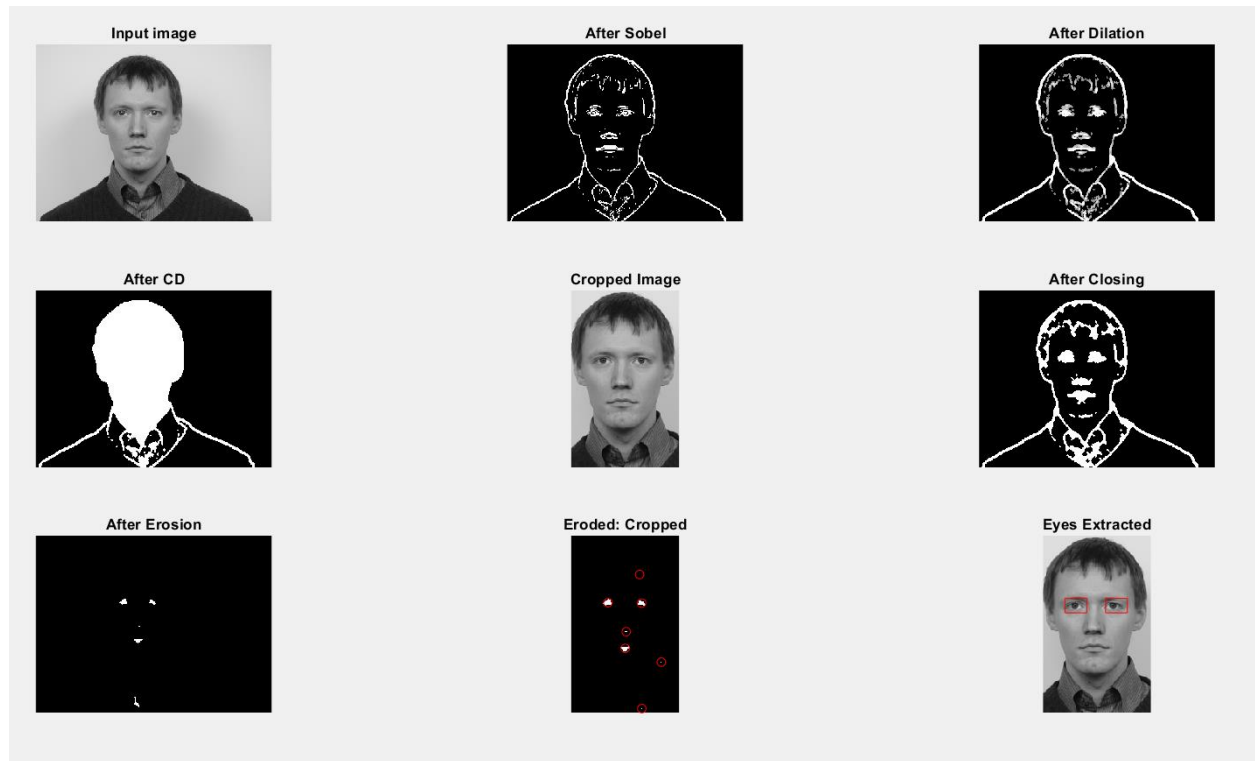 Input image
After Sobel
After Dilation
After CD
Cropped Image
After Closing
After Erosion
Eroded: Cropped
Eyes Extracted